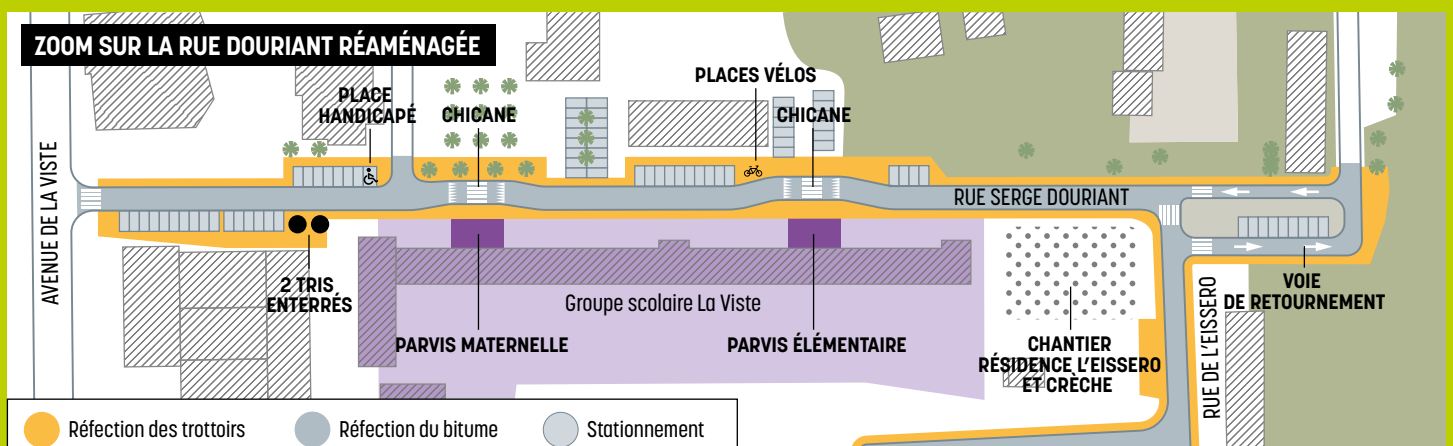 ZOOM SUR LA RUE DOURIANT RÉAMÉNAGÉE
PLACES VÉLOS
PLACE
HANDICAPÉ
CHICANE
CHICANE
AVENUE DE LA VISTE
RUE SERGE DOURIANT
2 TRIS
ENTERRÉS
Groupe scolaire La Viste
VOIE
DE RETOURNEMENT
RUE DE L'EISSERO
PARVIS MATERNELLE
PARVIS ÉLÉMENTAIRE
CHANTIER
RÉSIDENCE L'EISSERO
ET CRÈCHE
Réfection des trottoirs
Réfection du bitume
Stationnement